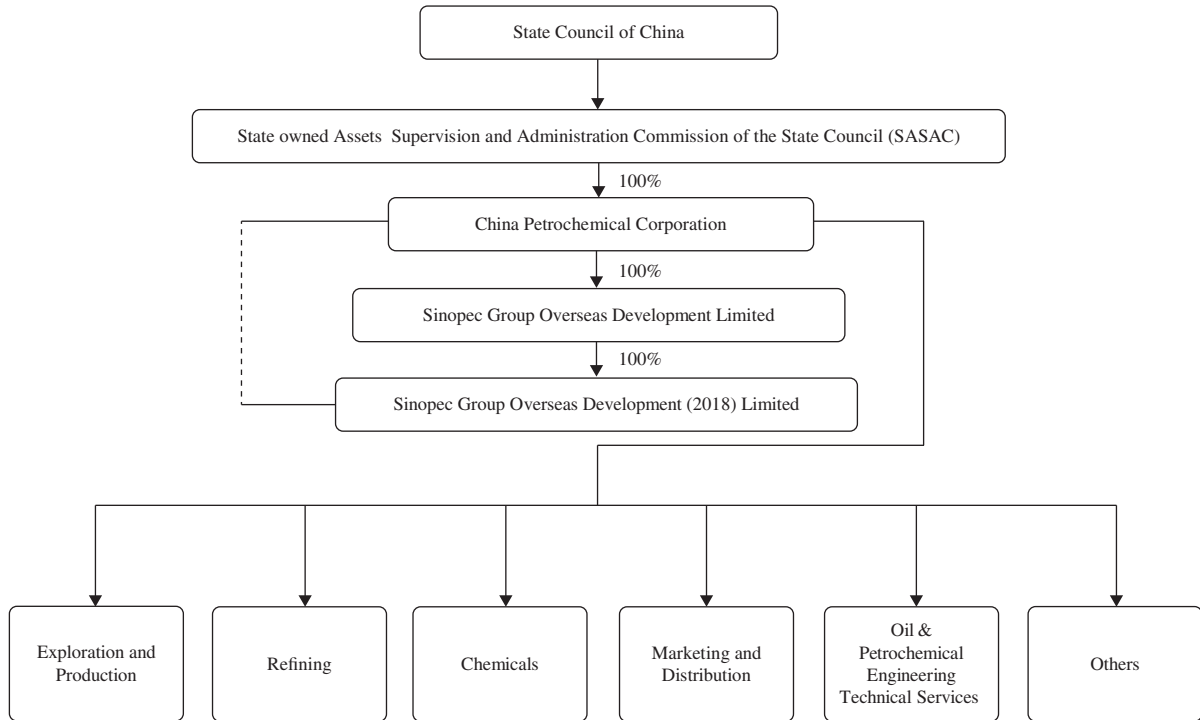 State Council of China
State owned Assets Supervision and Administration Commission of the State Council (SASAC)
100%
China Petrochemical Corporation
100%
Sinopec Group Overseas Development Limited
100%
Sinopec Group Overseas Development (2018) Limited
Exploration and
Production
Refining
Chemicals
Marketing and
Distribution
Oil &
Petrochemical
Engineering
Technical Services
Others